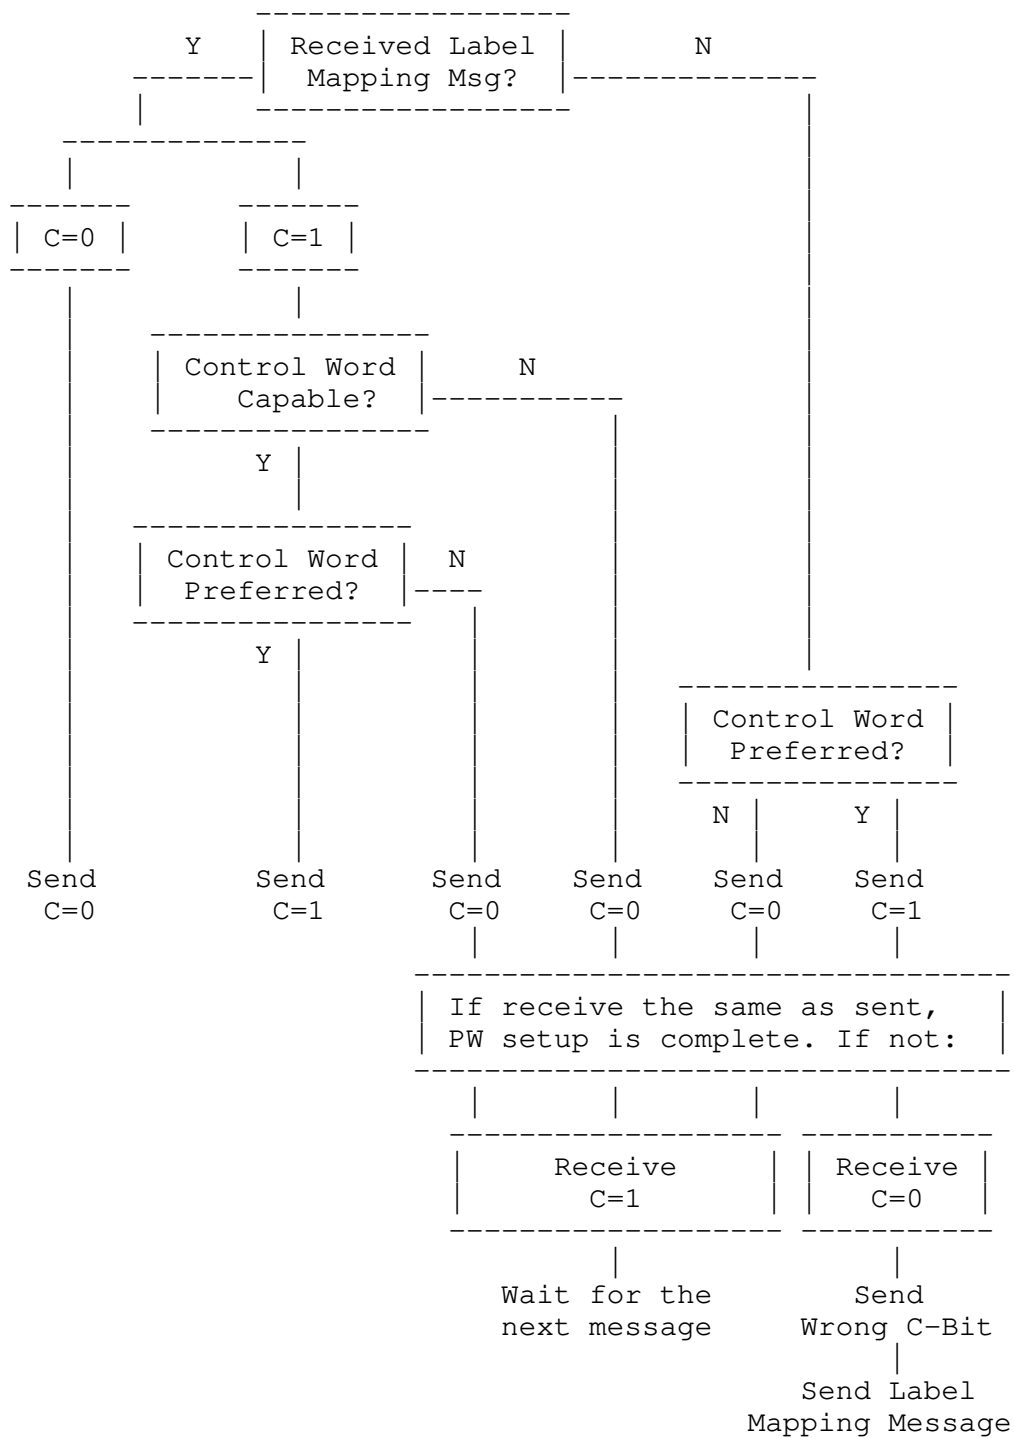 Y Received Label N
Mapping Msg?
C=0 C=1
Control Word N
Capable?
Y
Control Word N
Preferred?
Y
Control Word
Preferred?
N Y
Send Send Send Send Send Send
C=0 C=1 C=0 C=0 C=0 C=1
If receive the same as sent,
PW setup is complete. If not:
Receive Receive
C=1 C=0
Wait for the Send
next message Wrong C-Bit
Send Label
Mapping Message